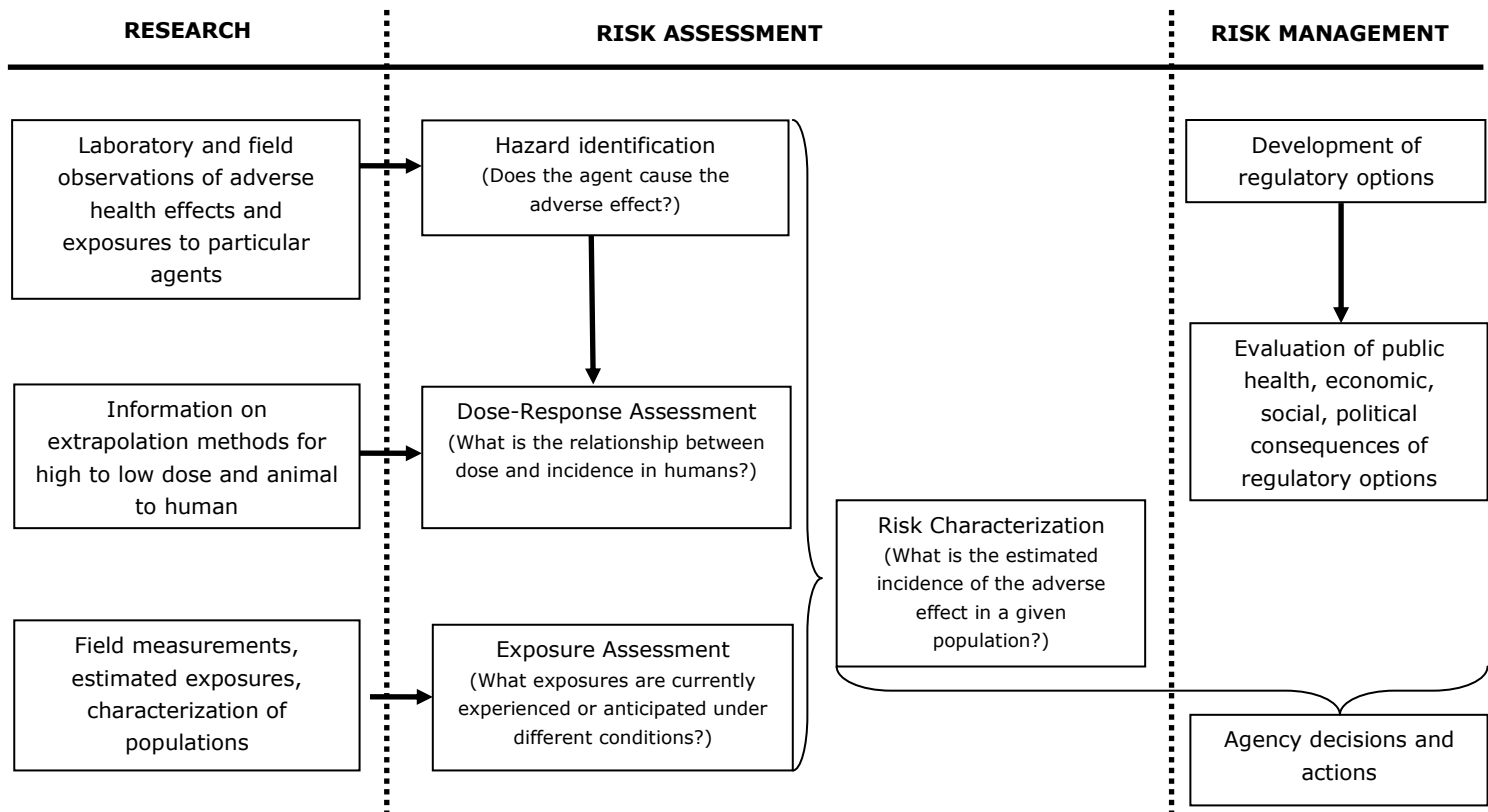 RESEARCH
RISK ASSESSMENT
RISK MANAGEMENT
Laboratory and field
observations of adverse
health effects and
exposures to particular
agents
Hazard identification
(Does the agent cause the
adverse effect?)
Development of
regulatory options
Information on
extrapolation methods for
high to low dose and animal
to human
Dose-Response Assessment
(What is the relationship between
dose and incidence in humans?)
Evaluation of public
health, economic,
social, political
consequences of
regulatory options
Risk Characterization
(What is the estimated
incidence of the adverse
effect in a given
population?)
Field measurements,
estimated exposures,
characterization of
populations
Exposure Assessment
(What exposures are currently
experienced or anticipated under
different conditions?)
Agency decisions and
actions